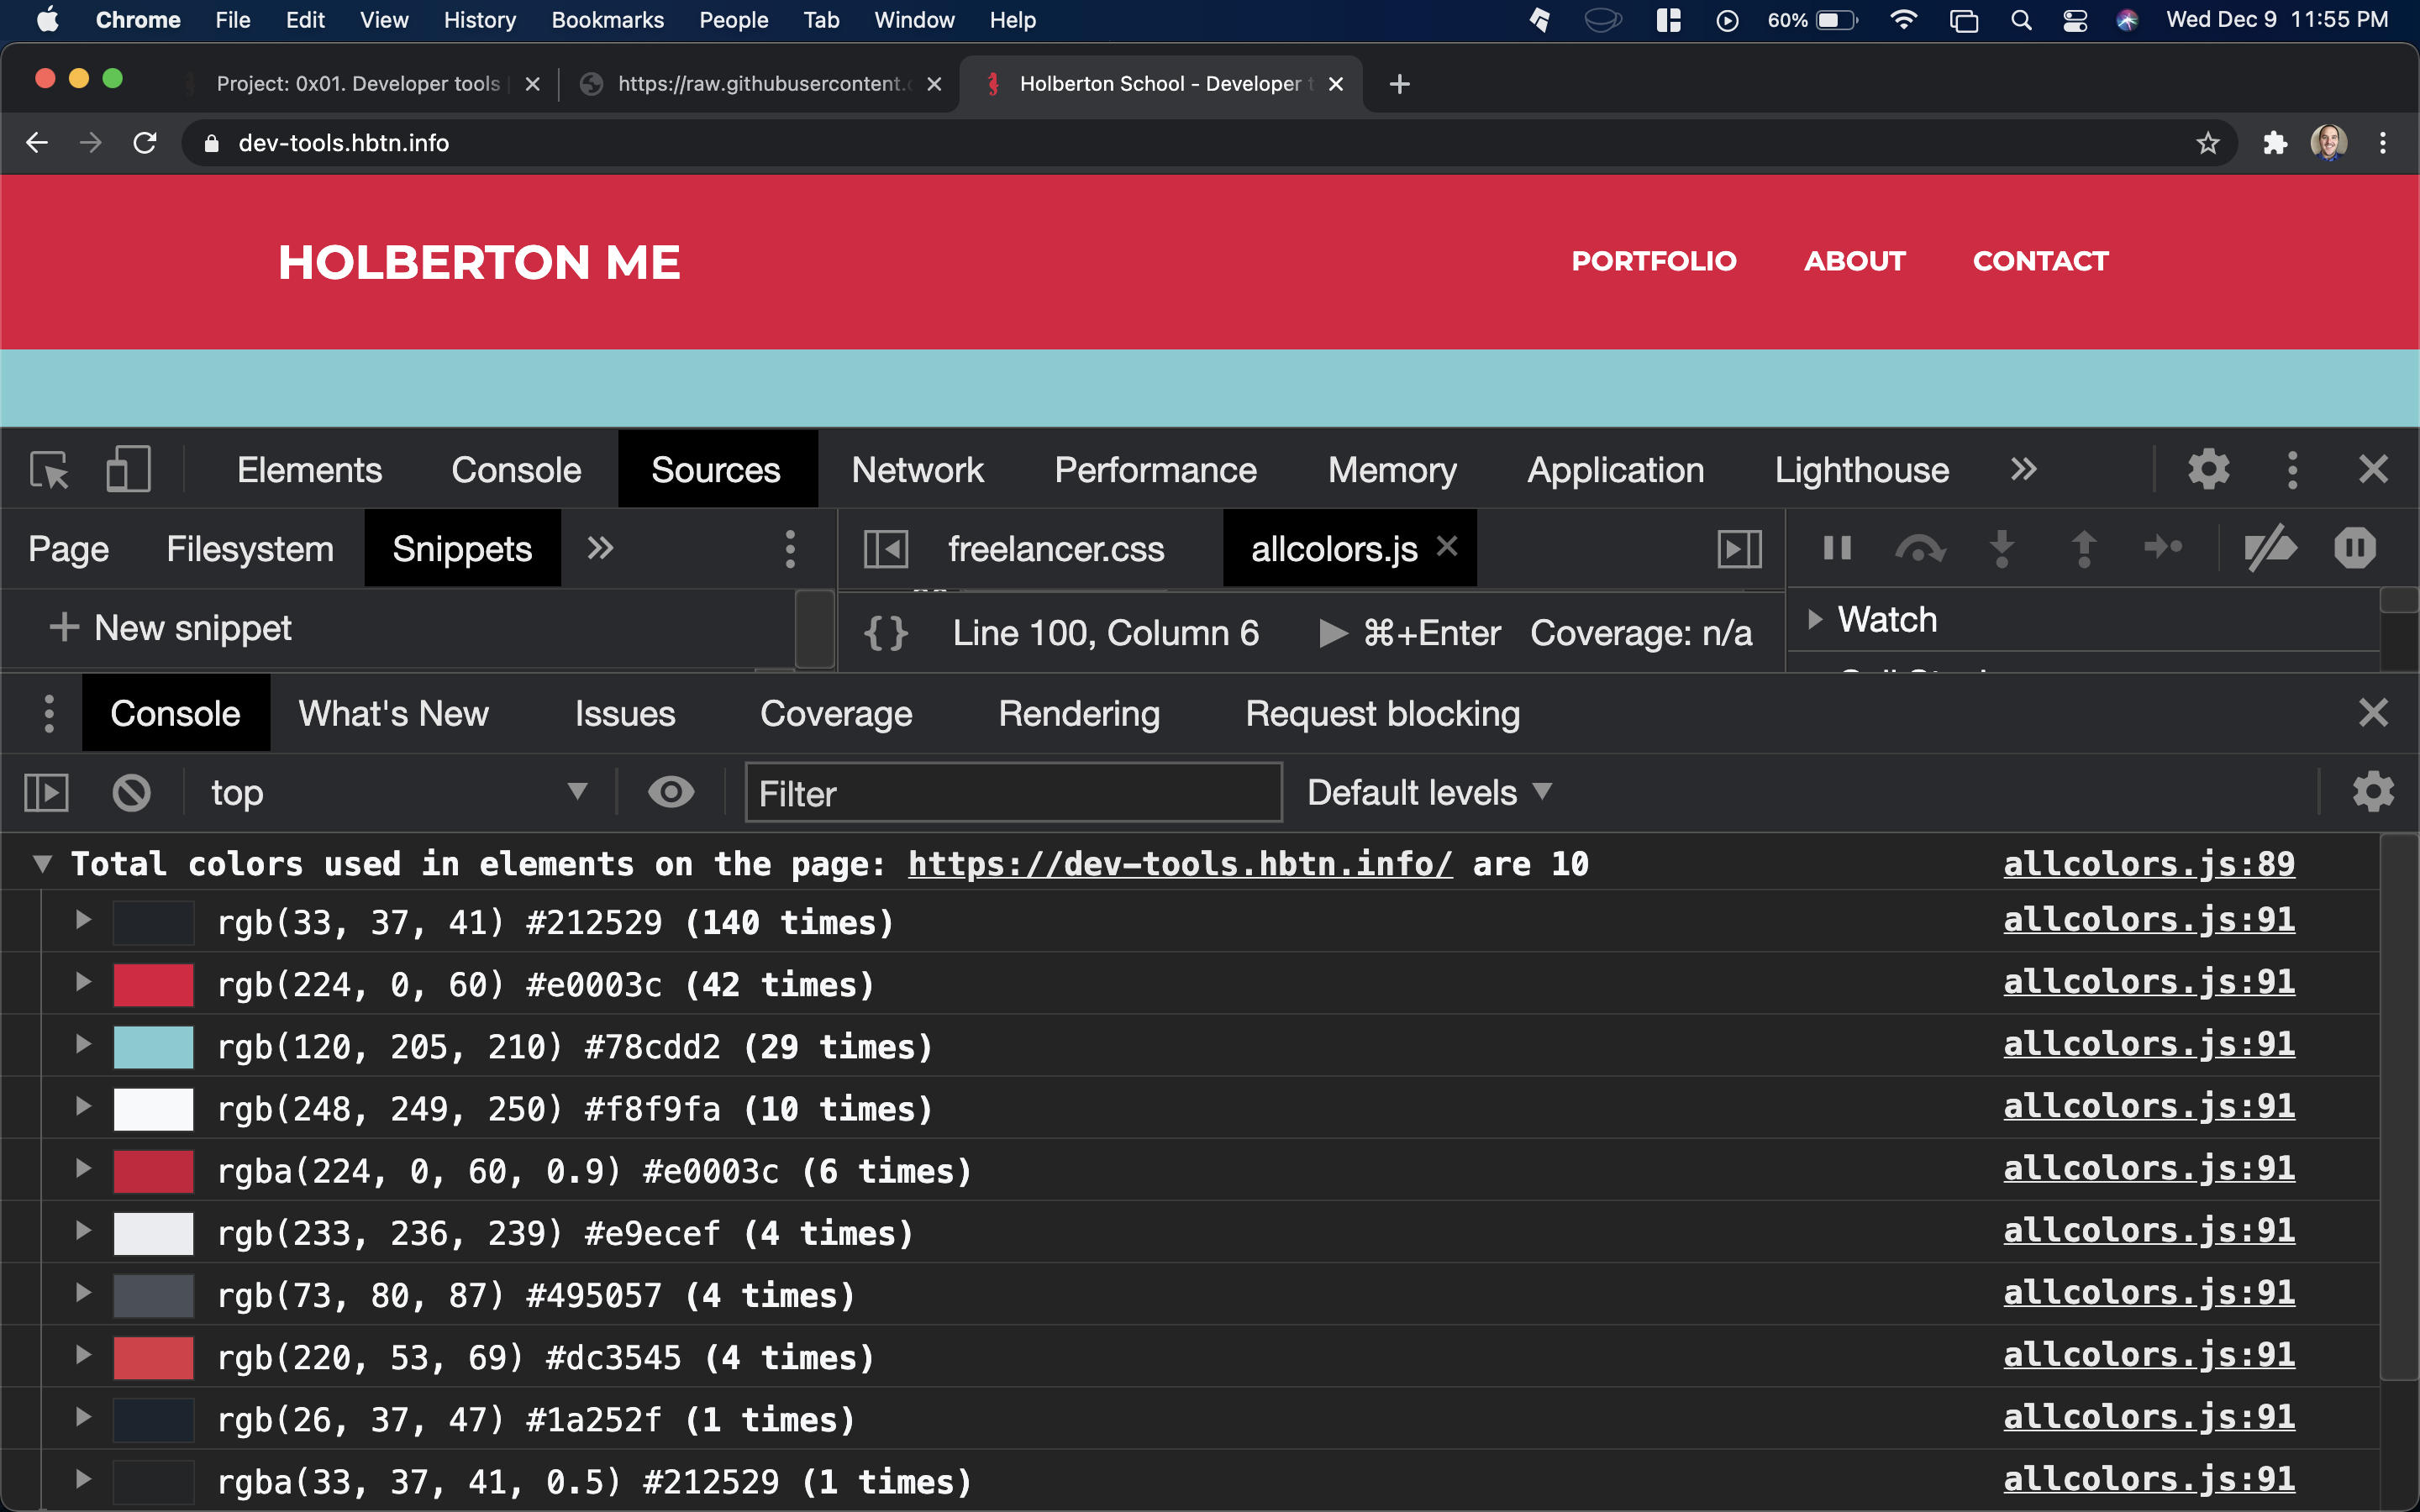 Chrome File Edit View History Bookmarks People Tab Window Help 60% Wed Dec 9 11:55 PM
Project: 0x01. Developer tools https://raw.githubusercontent. Holberton School - Developer
dev-tools.hbtn.info
HOLBERTON ME PORTFOLIO ABOUT CONTACT
Elements Console Sources Network Performance Memory Application Lighthouse »
Page Filesystem Snippets » freelancer.css allcolors.js ×
+ New snippet {} Line 100, Column 6 ▶ ⌘+Enter Coverage: n/a ▶ Watch
Console What's New Issues Coverage Rendering Request blocking
top ▼ Filter Default levels ▼
▼ Total colors used in elements on the page: https://dev-tools.hbtn.info/ are 10 allcolors.js:89
▶ rgb(33, 37, 41) #212529 (140 times) allcolors.js:91
▶ rgb(224, 0, 60) #e0003c (42 times) allcolors.js:91
▶ rgb(120, 205, 210) #78cdd2 (29 times) allcolors.js:91
▶ rgb(248, 249, 250) #f8f9fa (10 times) allcolors.js:91
▶ rgba(224, 0, 60, 0.9) #e0003c (6 times) allcolors.js:91
▶ rgb(233, 236, 239) #e9ecef (4 times) allcolors.js:91
▶ rgb(73, 80, 87) #495057 (4 times) allcolors.js:91
▶ rgb(220, 53, 69) #dc3545 (4 times) allcolors.js:91
▶ rgb(26, 37, 47) #1a252f (1 times) allcolors.js:91
▶ rgba(33, 37, 41, 0.5) #212529 (1 times) allcolors.js:91